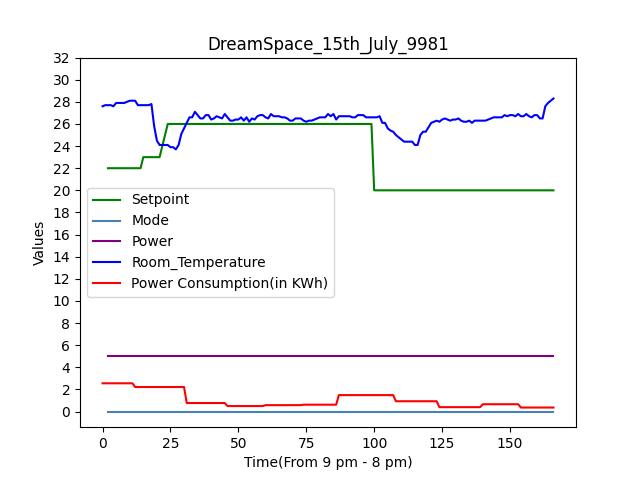 DreamSpace_15th_July_9981
32
30
28
26
24
22
20
18
16
14
12
10
8
6
4
2
0
Values
Setpoint
Mode
Power
Room_Temperature
Power Consumption(in KWh)
0 25 50 75 100 125 150
Time(From 9 pm - 8 pm)